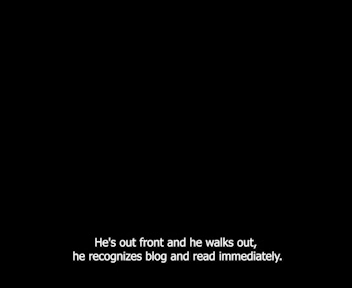 He's out front and he walks out,
he recognizes blog and read immediately.